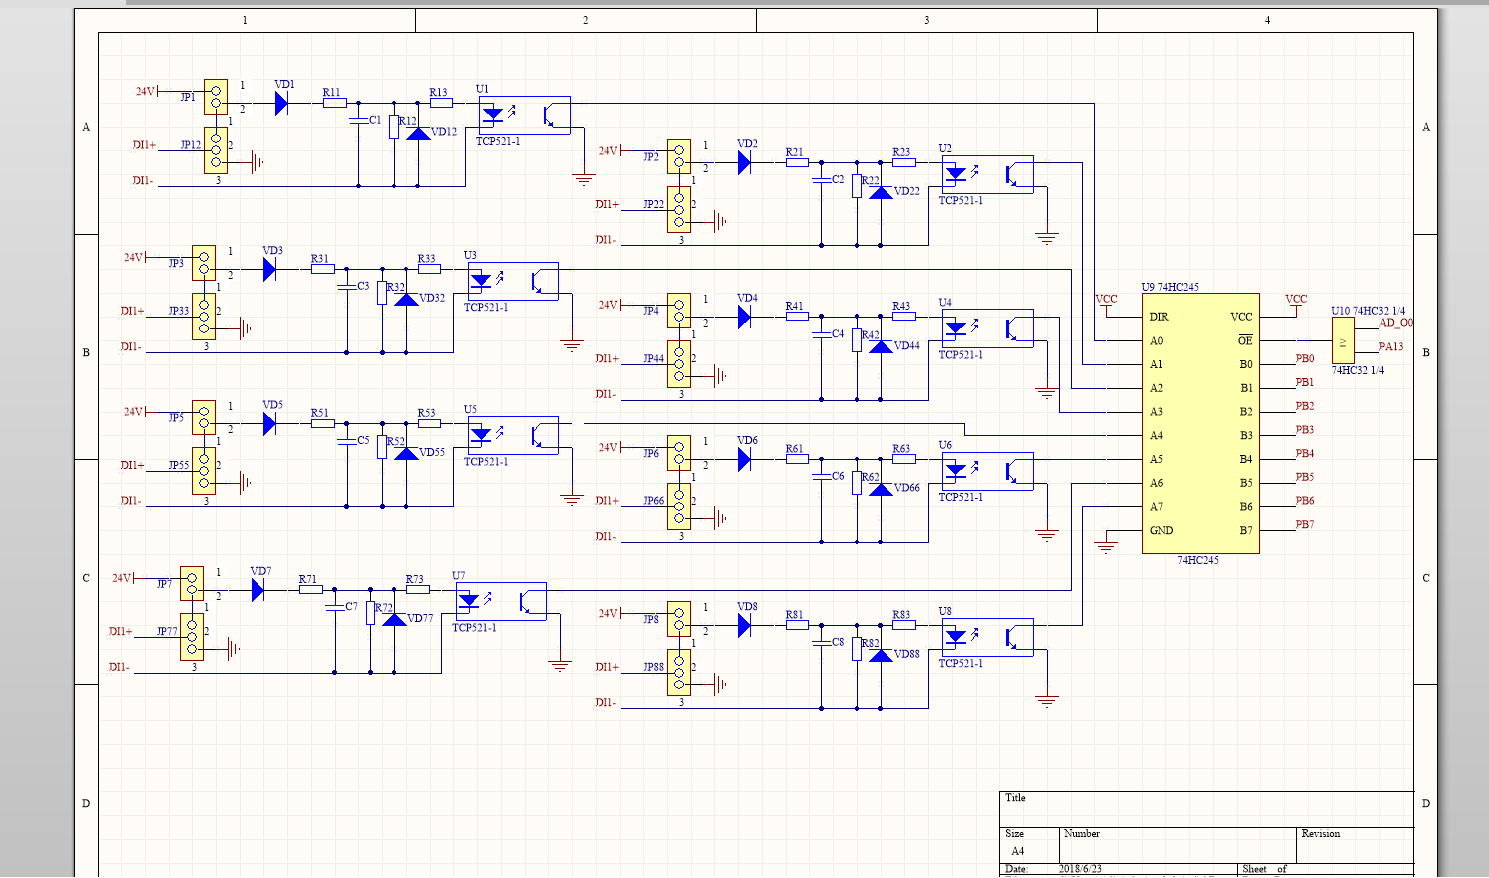 1 2 3 4
A
24V JP1 1 2 VD1 R11 R13 U1
C1 R12 VD12 TCP521-1
DI1+ JP12 1 2 3
DI1-
24V JP2 1 2 VD2 R21 R23 U2
C2 R22 VD22 TCP521-1
DI1+ JP22 1 2 3
DI1-
A
B
24V JP3 1 2 VD3 R31 R33 U3
C3 R32 VD32 TCP521-1
DI1+ JP33 1 2 3
DI1-
24V JP4 1 2 VD4 R41 R43 U4
C4 R42 VD44 TCP521-1
DI1+ JP44 1 2 3
DI1-
24V JP5 1 2 VD5 R51 R53 U5
C5 R52 VD55 TCP521-1
DI1+ JP55 1 2 3
DI1-
24V JP6 1 2 VD6 R61 R63 U6
C6 R62 VD66 TCP521-1
DI1+ JP66 1 2 3
DI1-
U9 74HC245
VCC VCC
DIR VCC
A0 OE
A1 B0 PB0
A2 B1 PB1
A3 B2 PB2
A4 B3 PB3
A5 B4 PB4
A6 B5 PB5
A7 B6 PB6
GND B7 PB7
74HC245
U10 74HC32 1/4
AD_O0
PA13
74HC32 1/4
B
C
24V JP7 1 2 VD7 R71 R73 U7
C7 R72 VD77 TCP521-1
DI1+ JP77 1 2 3
DI1-
24V JP8 1 2 VD8 R81 R83 U8
C8 R82 VD88 TCP521-1
DI1+ JP88 1 2 3
DI1-
C
D
D
Title
Size Number Revision
A4
Date: 2018/6/23 Sheet of